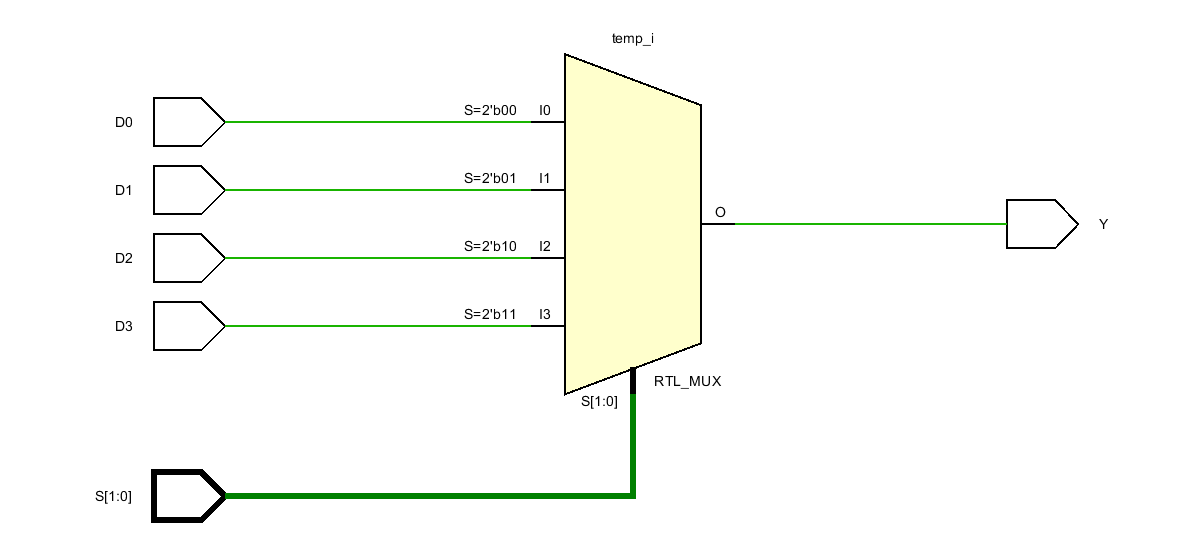 temp_i
D0
S=2'b00
I0
D1
S=2'b01
I1
O
Y
D2
S=2'b10
I2
D3
S=2'b11
I3
RTL_MUX
S[1:0]
S[1:0]